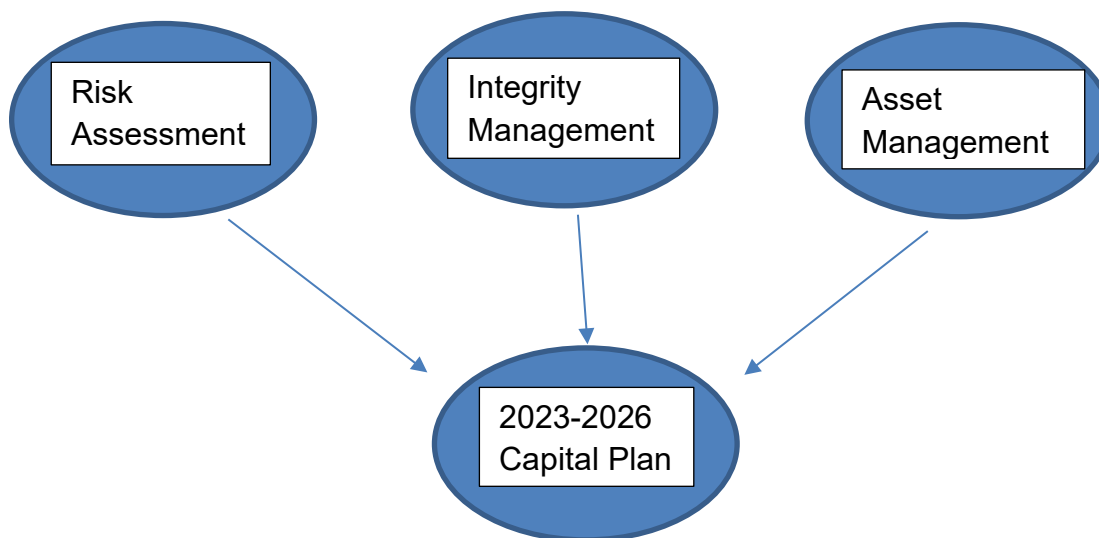 Risk
Assessment
Integrity
Management
Asset
Management
2023-2026
Capital Plan